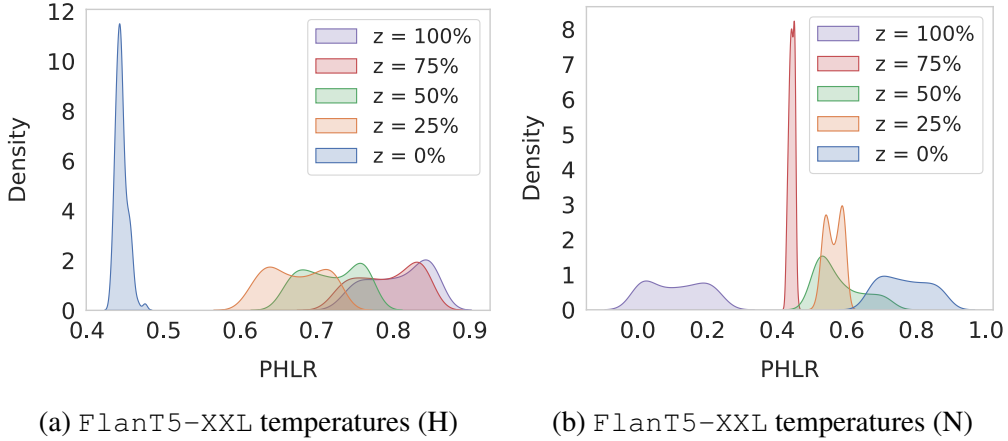 12
10
8
6
4
2
0
Density
z = 100%
z = 75%
z = 50%
z = 25%
z = 0%
0.4 0.5 0.6 0.7 0.8 0.9
PHLR
(a) FlanT5-XXL temperatures (H)
8
7
6
5
4
3
2
1
0
Density
z = 100%
z = 75%
z = 50%
z = 25%
z = 0%
0.0 0.2 0.4 0.6 0.8 1.0
PHLR
(b) FlanT5-XXL temperatures (N)